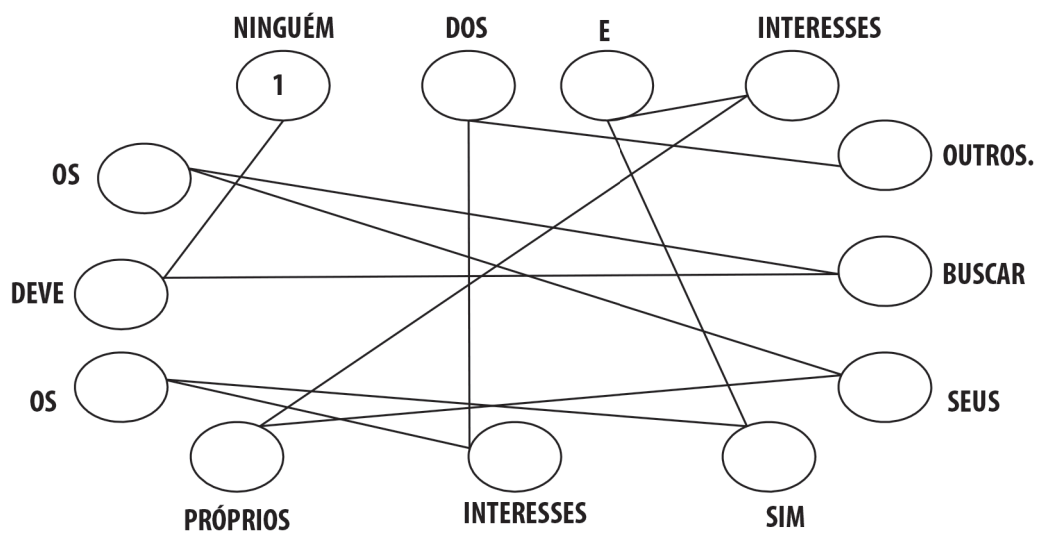 NINGUÉM DOS E INTERESSES
1
OUTROS.
OS
BUSCAR
DEVE
OS
SEUS
PRÓPRIOS INTERESSES SIM